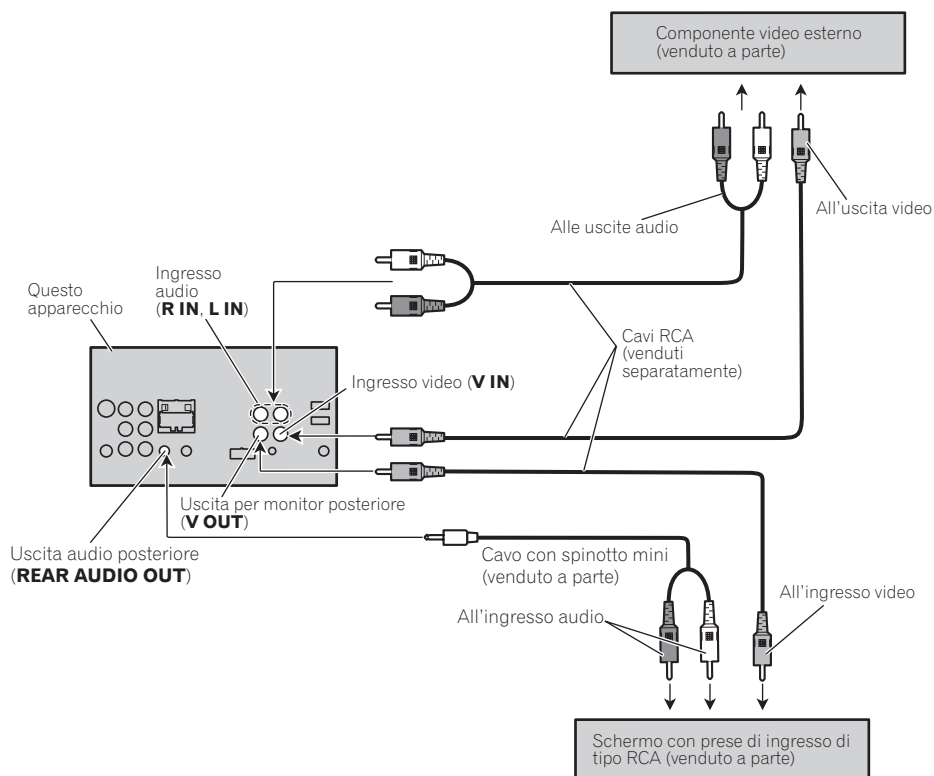 Componente video esterno
(venduto a parte)
All'uscita video
Alle uscite audio
Ingresso
audio
(R IN, L IN)
Questo
apparecchio
Cavi RCA
(venduti
separatamente)
Ingresso video (V IN)
Uscita per monitor posteriore
(V OUT)
Uscita audio posteriore
(REAR AUDIO OUT)
Cavo con spinotto mini
(venduto a parte)
All'ingresso video
All'ingresso audio
Schermo con prese di ingresso di
tipo RCA (venduto a parte)